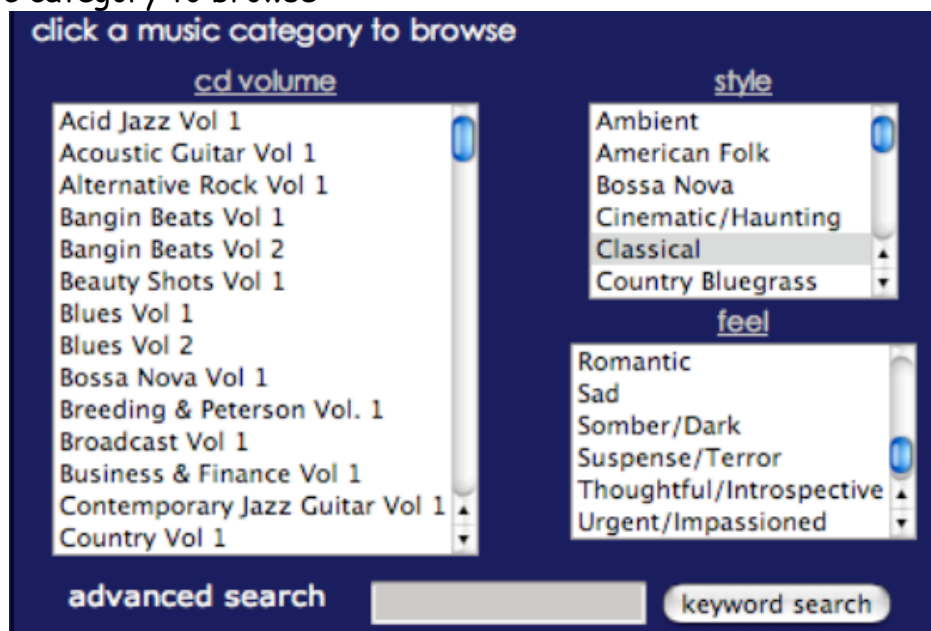 category to browse
click a music category to browse
cd volume
Acid Jazz Vol 1
Acoustic Guitar Vol 1
Alternative Rock Vol 1
Bangin Beats Vol 1
Bangin Beats Vol 2
Beauty Shots Vol 1
Blues Vol 1
Blues Vol 2
Bossa Nova Vol 1
Breeding & Peterson Vol. 1
Broadcast Vol 1
Business & Finance Vol 1
Contemporary Jazz Guitar Vol 1
Country Vol 1
style
Ambient
American Folk
Bossa Nova
Cinematic/Haunting
Classical
Country Bluegrass
feel
Romantic
Sad
Somber/Dark
Suspense/Terror
Thoughtful/Introspective
Urgent/Impassioned
advanced search
keyword search